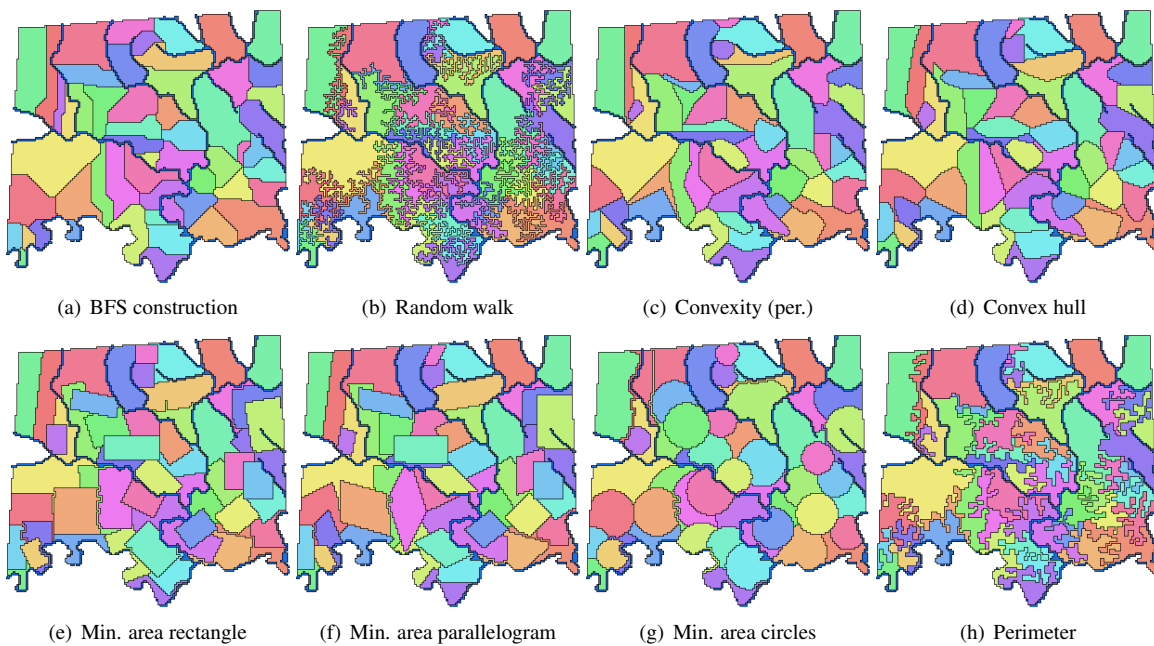 (a) BFS construction
(b) Random walk
(c) Convexity (per.)
(d) Convex hull
(e) Min. area rectangle
(f) Min. area parallelogram
(g) Min. area circles
(h) Perimeter